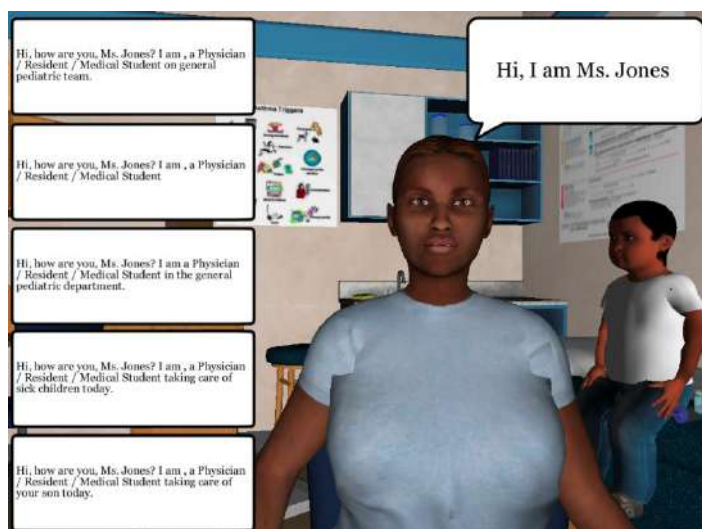 Hi, how are you, Ms. Jones? I am , a Physician
/ Resident / Medical Student on general
pediatric team.
Hi, how are you, Ms. Jones? I am , a Physician
/ Resident / Medical Student
Hi, how are you, Ms. Jones? I am a Physician
/ Resident / Medical Student in the general
pediatric department.
Hi, how are you, Ms. Jones? I am , a Physician
/ Resident / Medical Student taking care of
sick children today.
Hi, how are you, Ms. Jones? I am , a Physician
/ Resident / Medical Student taking care of
your son today.
Hi, I am Ms. Jones
Triggers